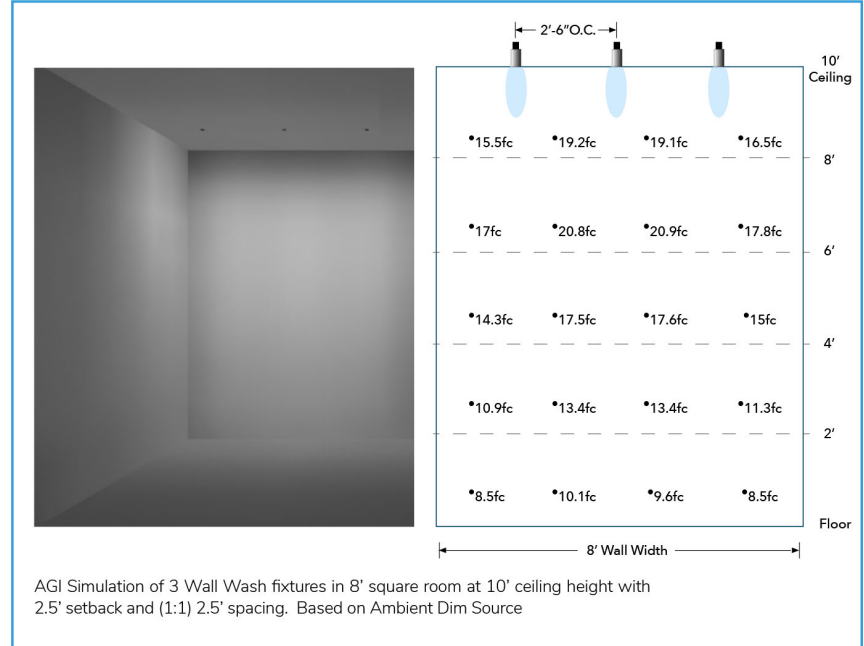 2'-6"O.C.
10'
Ceiling
15.5fc 19.2fc 19.1fc 16.5fc
8'
17fc 20.8fc 20.9fc 17.8fc
6'
14.3fc 17.5fc 17.6fc 15fc
4'
10.9fc 13.4fc 13.4fc 11.3fc
2'
8.5fc 10.1fc 9.6fc 8.5fc
Floor
8' Wall Width
AGI Simulation of 3 Wall Wash fixtures in 8' square room at 10' ceiling height with
2.5' setback and (1:1) 2.5' spacing. Based on Ambient Dim Source